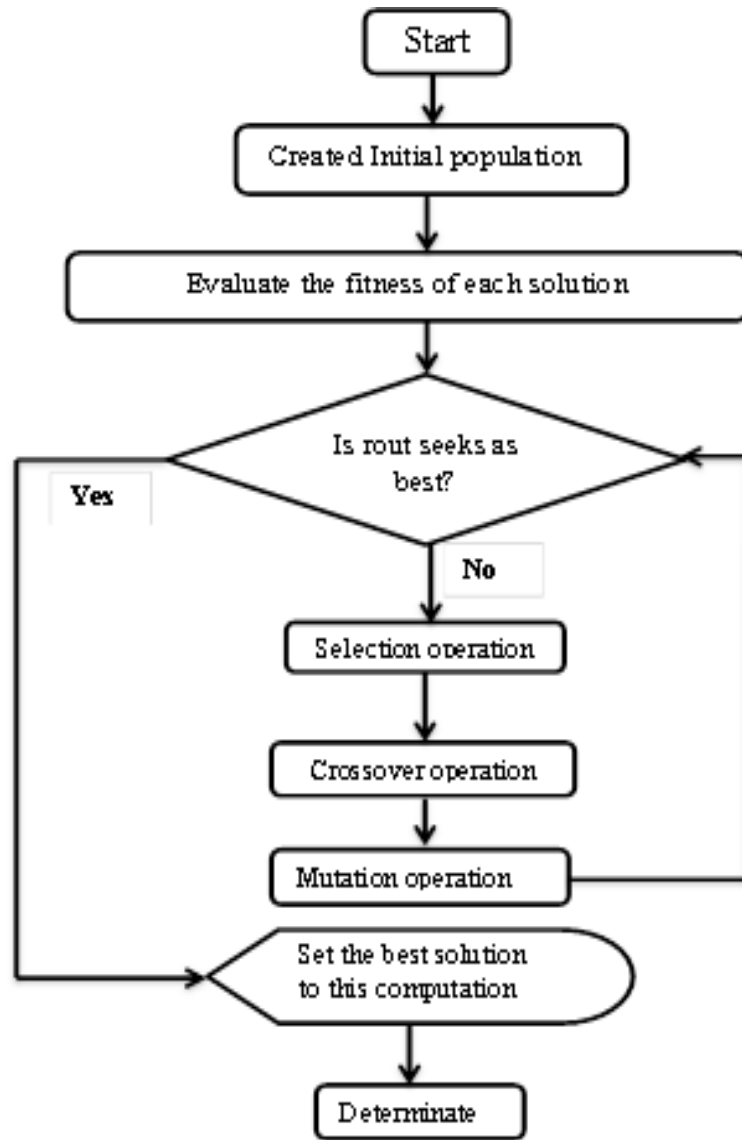 Start
Created Initial population
Evaluate the fitness of each solution
Is rout seeks as
best?
Yes
No
Selection operation
Crossover operation
Mutation operation
Set the best solution
to this computation
Determinate